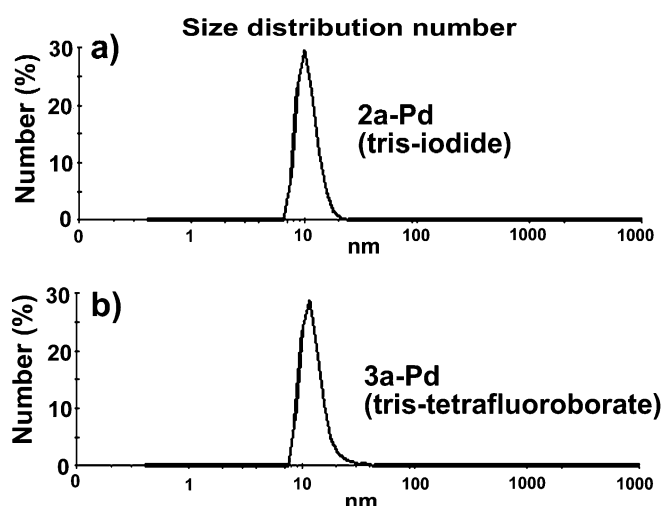 Size distribution number
a)
Number (%)
30
20
10
0
2a-Pd
(tris-iodide)
0 1 10 100 1000 1000
nm
b)
Number (%)
30
20
10
0
3a-Pd
(tris-tetrafluoroborate)
0 1 10 100 1000 1000
nm